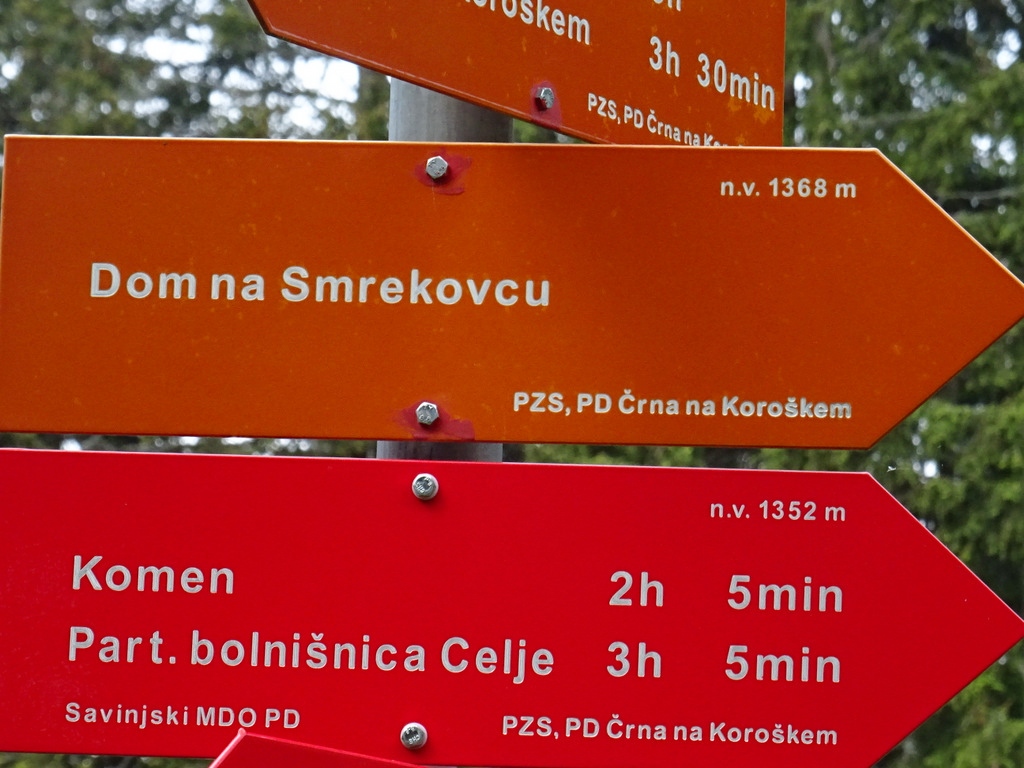 Koroškem
3h 30min
PZS, PD Črna na
n.v. 1368 m
Dom na Smrekovcu
PZS, PD Črna na Koroškem
n.v. 1352 m
Komen 2h 5min
Part. bolnišnica Celje 3h 5min
Savinjski MDO PD PZS, PD Črna na Koroškem